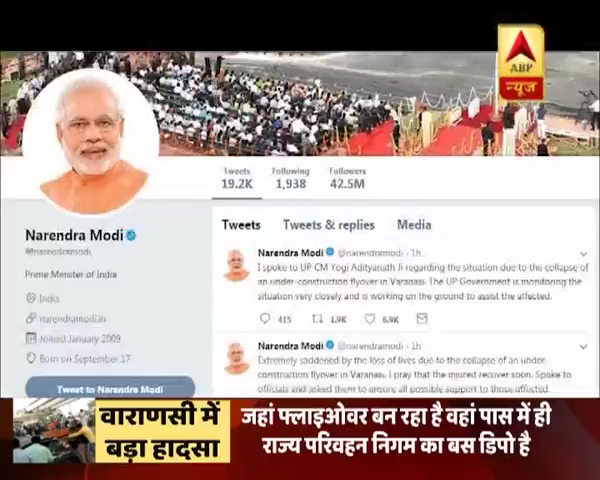 ABP
न्यूज़
Tweets Following Followers
19.2K 1,938 42.5M
Tweets Tweets & replies Media
Narendra Modi
@narendramodi
Prime Minister of India
India
narendramodi.in
Joined January 2009
Born on September 17
Tweet to Narendra Modi
Narendra Modi @narendramodi · 1h
I spoke to UP CM Yogi Adityanath Ji regarding the situation due to the collapse of
an under-construction flyover in Varanasi. The UP Government is monitoring the
situation very closely and is working on the ground to assist the affected.
415 1.9K 6.9K
Narendra Modi @narendramodi · 1h
Extremely saddened by the loss of lives due to the collapse of an under-
construction flyover in Varanasi. I pray that the injured recover soon. Spoke to
officials and asked them to ensure all possible support to those affected.
वाराणसी में
बड़ा हादसा
जहां फ्लाइओवर बन रहा है वहां पास में ही
राज्य परिवहन निगम का बस डिपो है